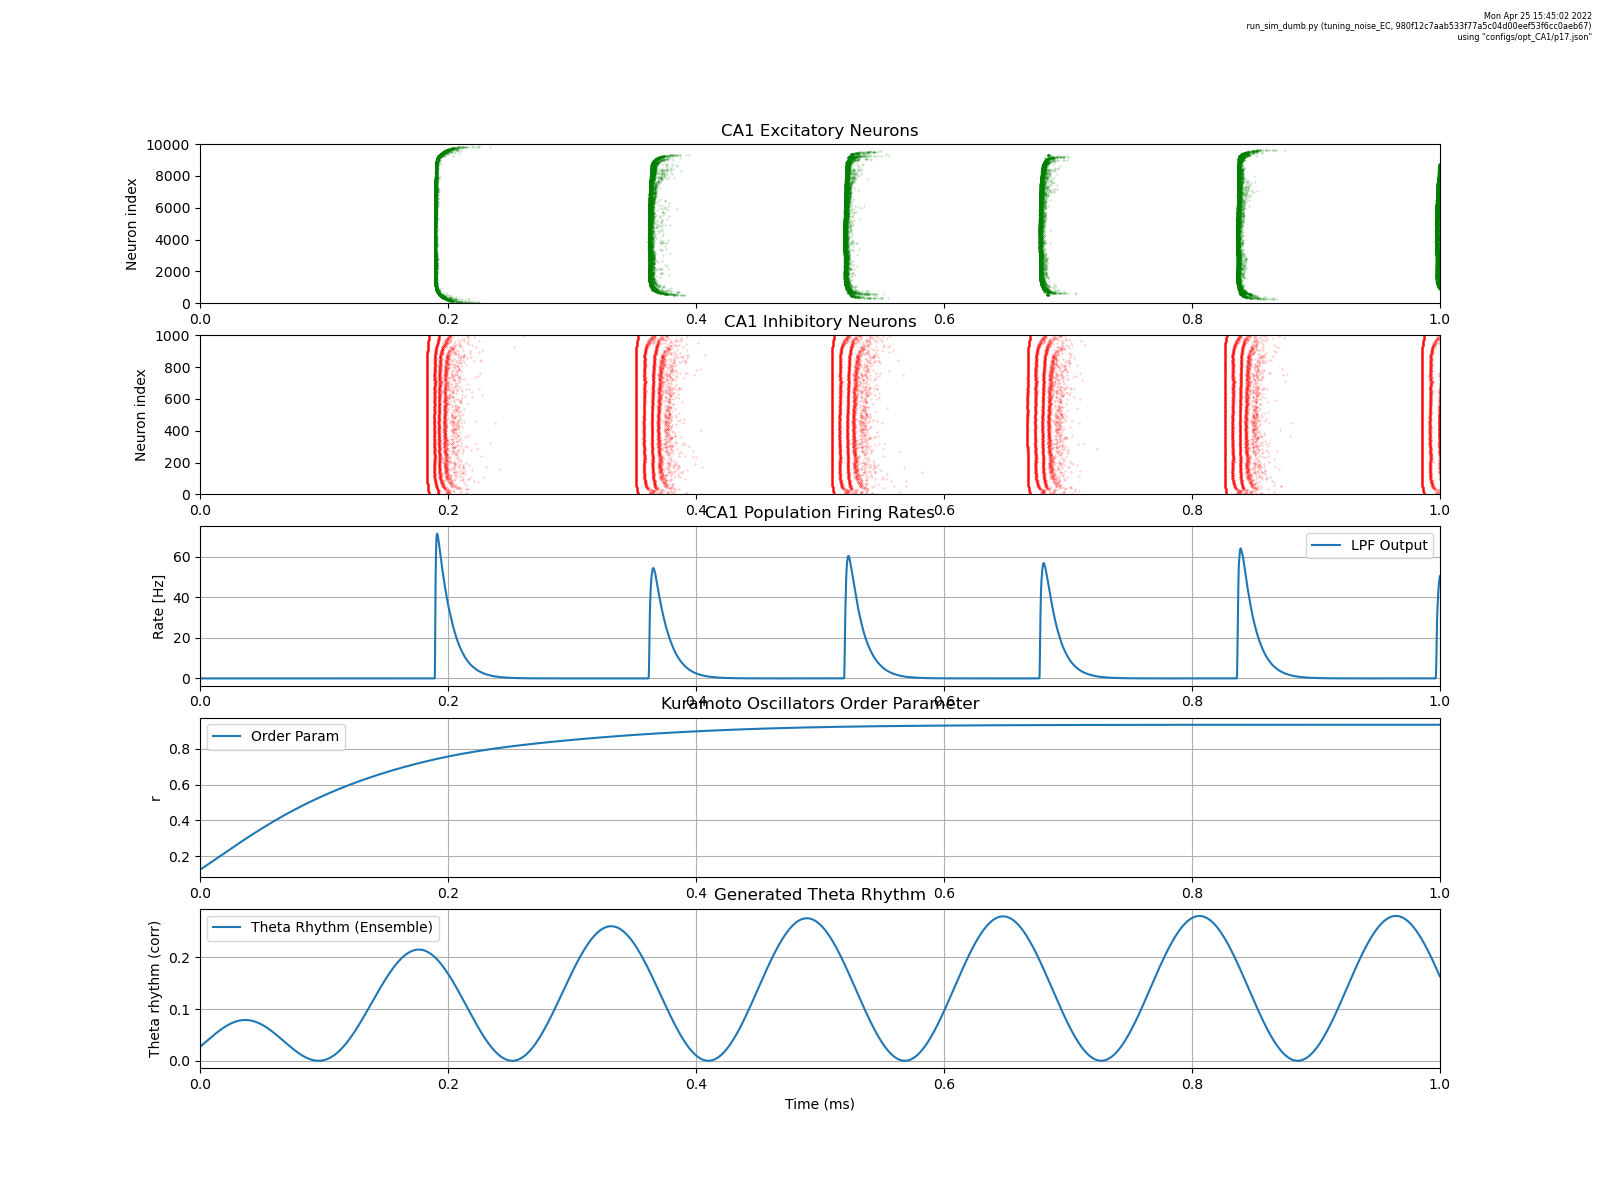 Mon Apr 25 15:45:02 2022
run_sim_dumb.py (tuning_noise_EC, 980f12c7aab533f77a5c04d00eef53f6cc0aeb67)
using "configs/opt_CA1/p17.json"
CA1 Excitatory Neurons
Neuron index
10000
8000
6000
4000
2000
0
0.0 0.2 0.4 0.6 0.8 1.0
CA1 Inhibitory Neurons
Neuron index
1000
800
600
400
200
0
0.0 0.2 0.4 0.6 0.8 1.0
CA1 Population Firing Rates
LPF Output
Rate [Hz]
60
40
20
0
0.0 0.2 0.4 0.6 0.8 1.0
Kuramoto Oscillators Order Parameter
Order Param
r
0.8
0.6
0.4
0.2
0.0 0.2 0.4 0.6 0.8 1.0
Generated Theta Rhythm
Theta Rhythm (Ensemble)
Theta rhythm (corr)
0.2
0.1
0.0
0.0 0.2 0.4 0.6 0.8 1.0
Time (ms)